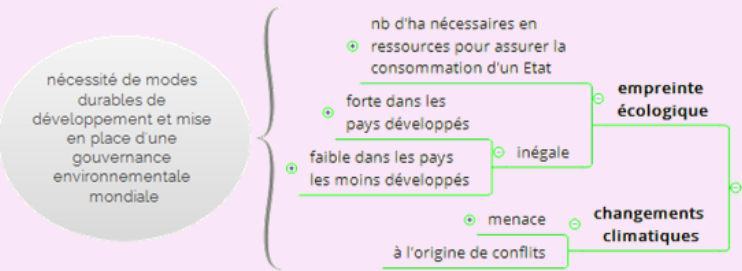 nécessité de modes
durables de
développement et mise
en place d'une
gouvernance
environnementale
mondiale
nb d'ha nécessaires en
ressources pour assurer la
consommation d'un Etat
empreinte
écologique
forte dans les
pays développés
inégale
faible dans les pays
les moins développés
changements
climatiques
menace
à l'origine de conflits